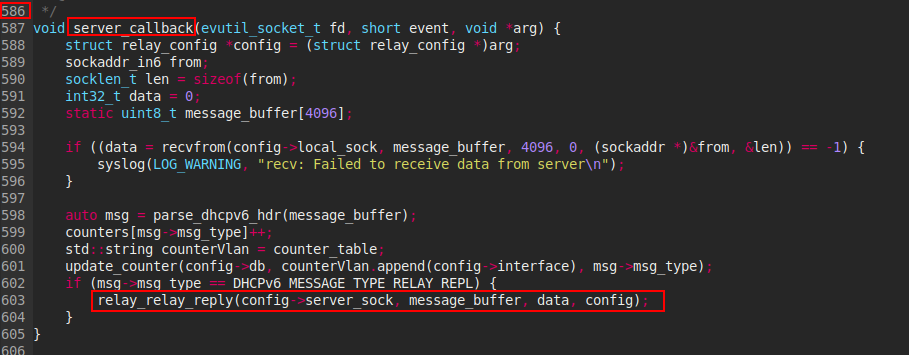 586 */
587 void server_callback(evutil_socket_t fd, short event, void *arg) {
588 struct relay_config *config = (struct relay_config *)arg;
589 sockaddr_in6 from;
590 socklen_t len = sizeof(from);
591 int32_t data = 0;
592 static uint8_t message_buffer[4096];
593
594 if ((data = recvfrom(config->local_sock, message_buffer, 4096, 0, (sockaddr *)&from, &len)) == -1) {
595 syslog(LOG_WARNING, "recv: Failed to receive data from server\n");
596 }
597
598 auto msg = parse_dhcpv6_hdr(message_buffer);
599 counters[msg->msg_type]++;
600 std::string counterVlan = counter_table;
601 update_counter(config->db, counterVlan.append(config->interface), msg->msg_type);
602 if (msg->msg_type == DHCPv6_MESSAGE_TYPE_RELAY_REPL) {
603 relay_relay_reply(config->server_sock, message_buffer, data, config);
604 }
605 }
606